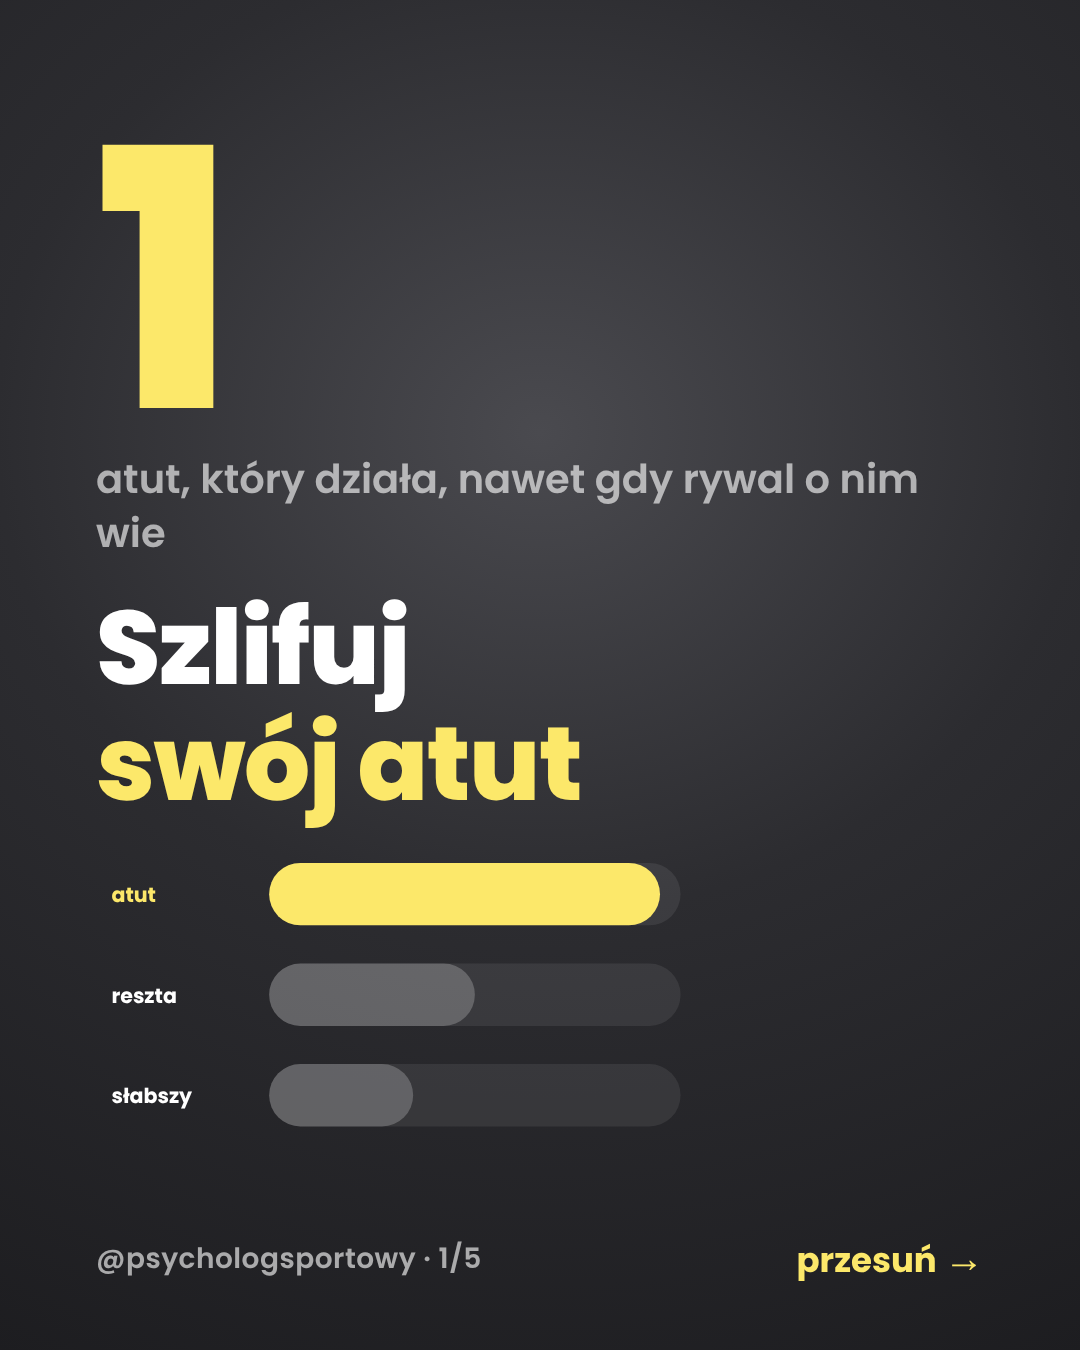 1
atut, który działa, nawet gdy rywal o nim
wie
Szlifuj
swój atut
atut
reszta
słabszy
@psychologsportowy · 1/5
przesuń →